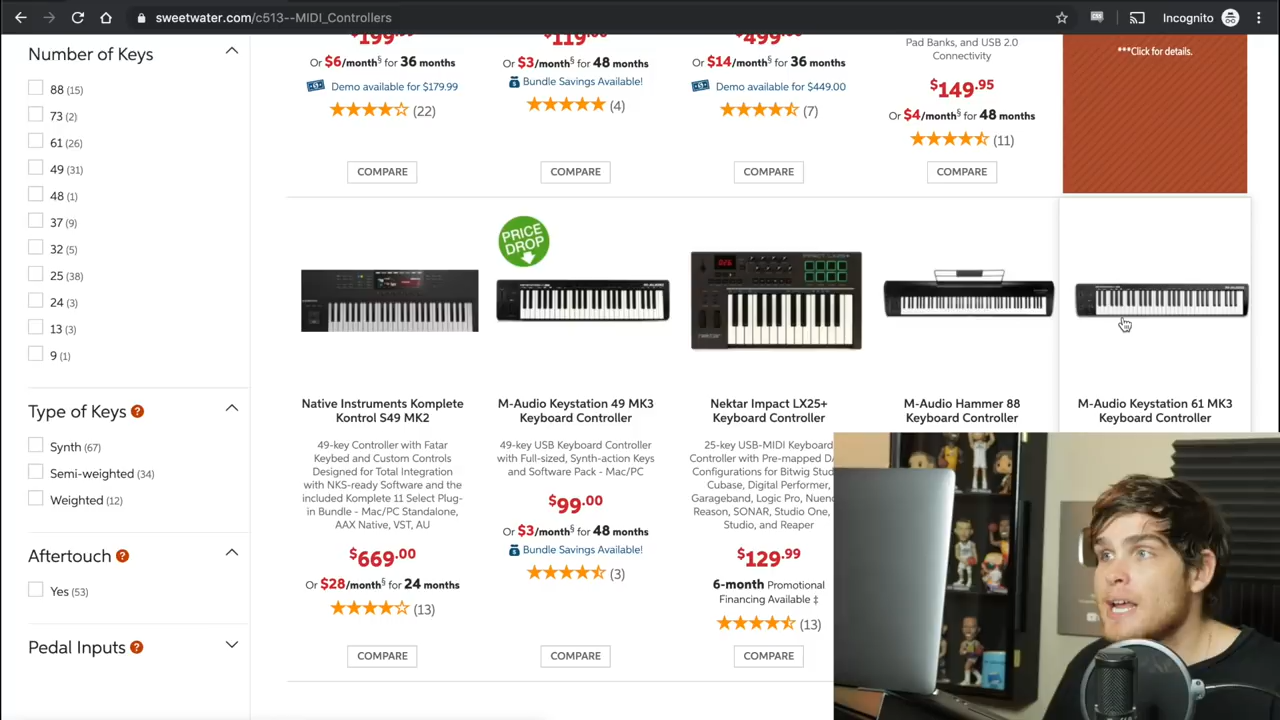 sweetwater.com/c513--MIDI_Controllers
Incognito
Number of Keys
88 (15)
73 (2)
61 (26)
49 (31)
48 (1)
37 (9)
32 (5)
25 (38)
24 (3)
13 (3)
9 (1)
Type of Keys ?
Synth (67)
Semi-weighted (34)
Weighted (12)
Aftertouch ?
Yes (53)
Pedal Inputs ?
Or $6/month§ for 36 months
Demo available for $179.99
(22)
COMPARE
Or $3/month§ for 48 months
Bundle Savings Available!
(4)
COMPARE
Or $14/month§ for 36 months
Demo available for $449.00
(7)
COMPARE
Pad Banks, and USB 2.0
Connectivity
$149.95
Or $4/month§ for 48 months
(11)
COMPARE
***Click for details.
Native Instruments Komplete
Kontrol S49 MK2
49-key Controller with Fatar
Keybed and Custom Controls
Designed for Total Integration
with NKS-ready Software and the
included Komplete 11 Select Plug-
in Bundle - Mac/PC Standalone,
AAX Native, VST, AU
$669.00
Or $28/month§ for 24 months
(13)
COMPARE
PRICE
DROP
M-Audio Keystation 49 MK3
Keyboard Controller
49-key USB Keyboard Controller
with Full-sized, Synth-action Keys
and Software Pack - Mac/PC
$99.00
Or $3/month§ for 48 months
Bundle Savings Available!
(3)
COMPARE
nektar
IMPACT LX25+
Nektar Impact LX25+
Keyboard Controller
25-key USB-MIDI Keyboard
Controller with Pre-mapped DA
Configurations for Bitwig Stud
Cubase, Digital Performer,
Garageband, Logic Pro, Nuend
Reason, SONAR, Studio One,
Studio, and Reaper
$129.99
6-month Promotional
Financing Available ‡
(13)
COMPARE
M-Audio Hammer 88
Keyboard Controller
M-Audio Keystation 61 MK3
Keyboard Controller